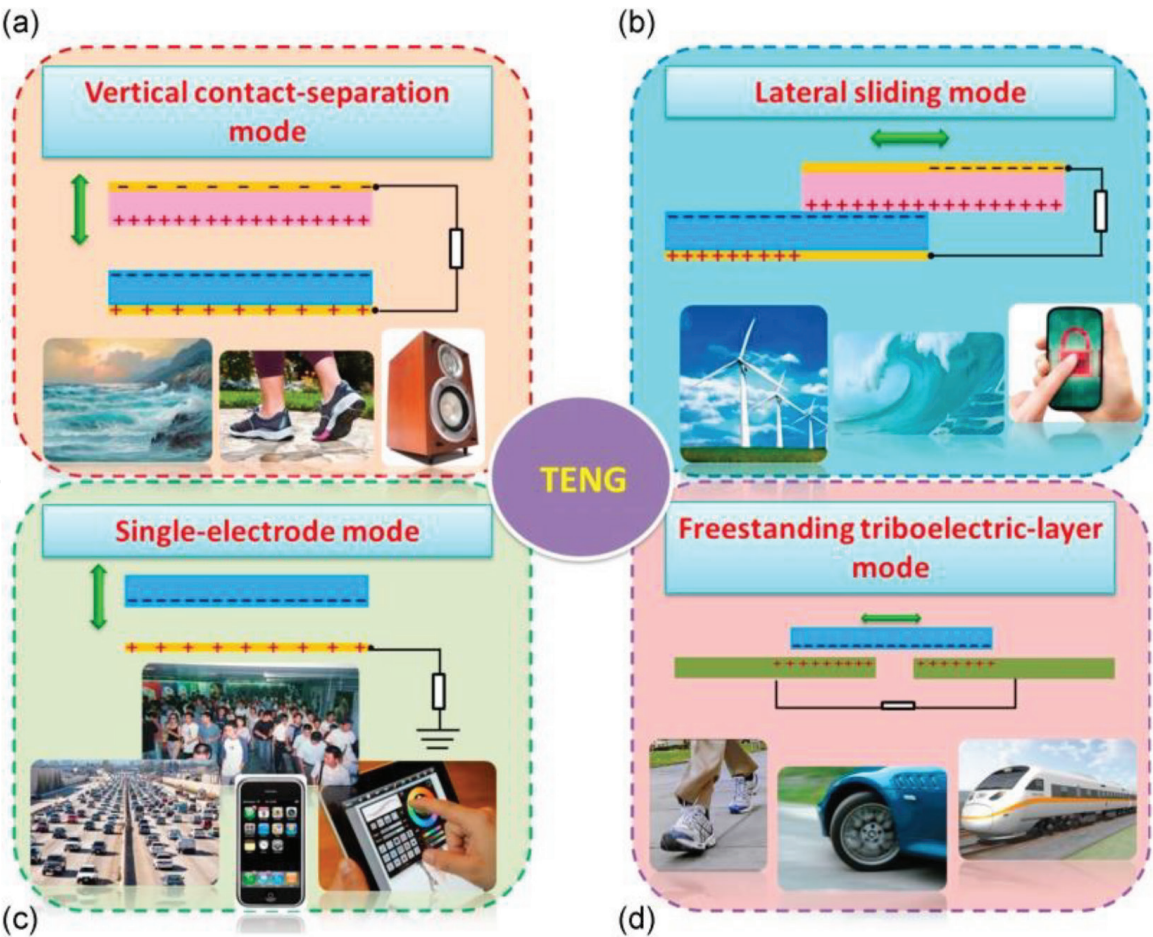 (a)
Vertical contact-separation
mode
(b)
Lateral sliding mode
TENG
Single-electrode mode
(c)
Freestanding triboelectric-layer
mode
(d)